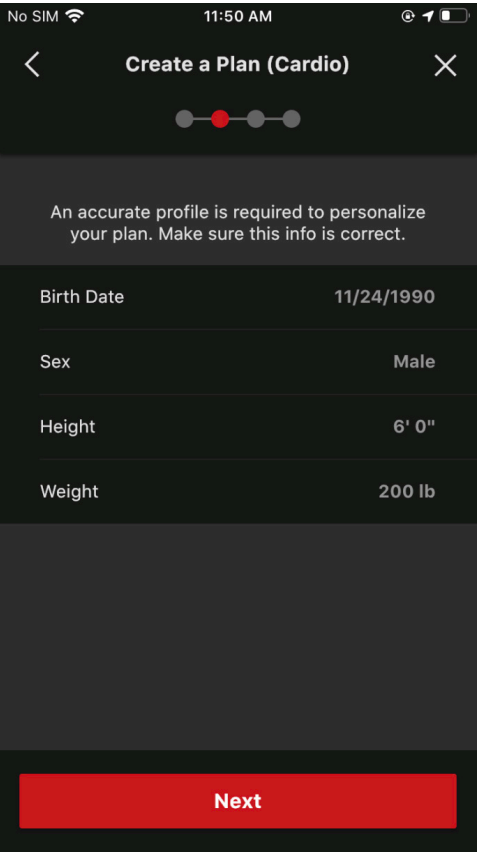 No SIM 11:50 AM
Create a Plan (Cardio)
An accurate profile is required to personalize
your plan. Make sure this info is correct.
Birth Date 11/24/1990
Sex Male
Height 6' 0"
Weight 200 lb
Next